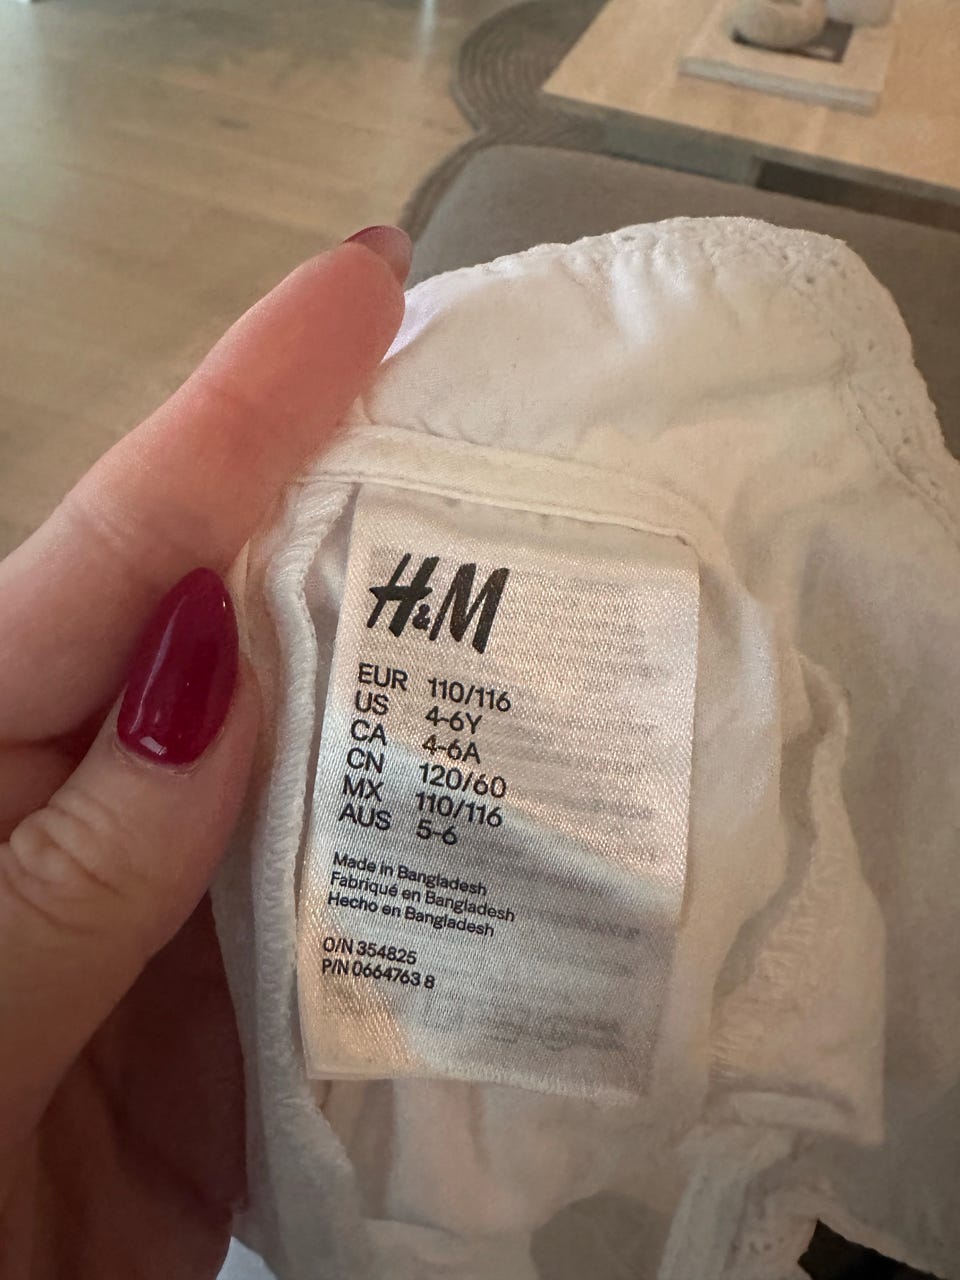 H&M
EUR 110/116
US 4-6Y
CA 4-6A
CN 120/60
MX 110/116
AUS 5-6
Made in Bangladesh
Fabriqué en Bangladesh
Hecho en Bangladesh
O/N 354825
P/N 0664763 8